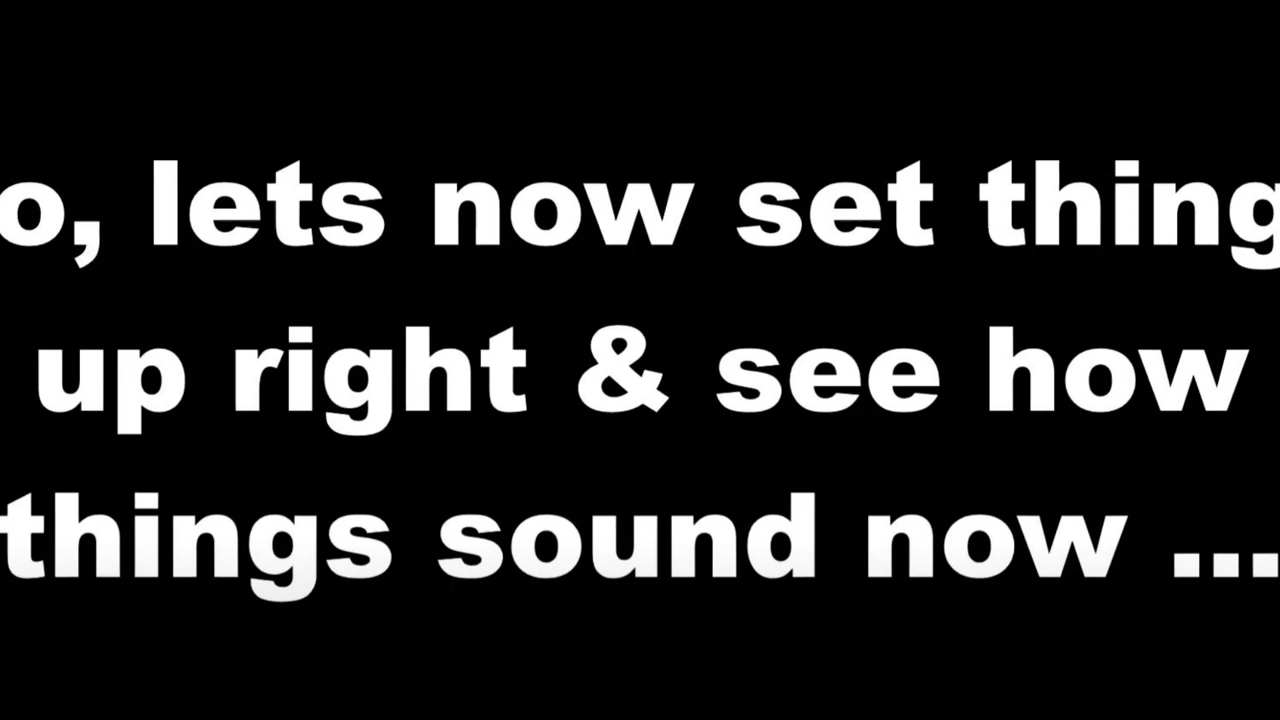 o, lets now set thing
up right & see how
things sound now ...